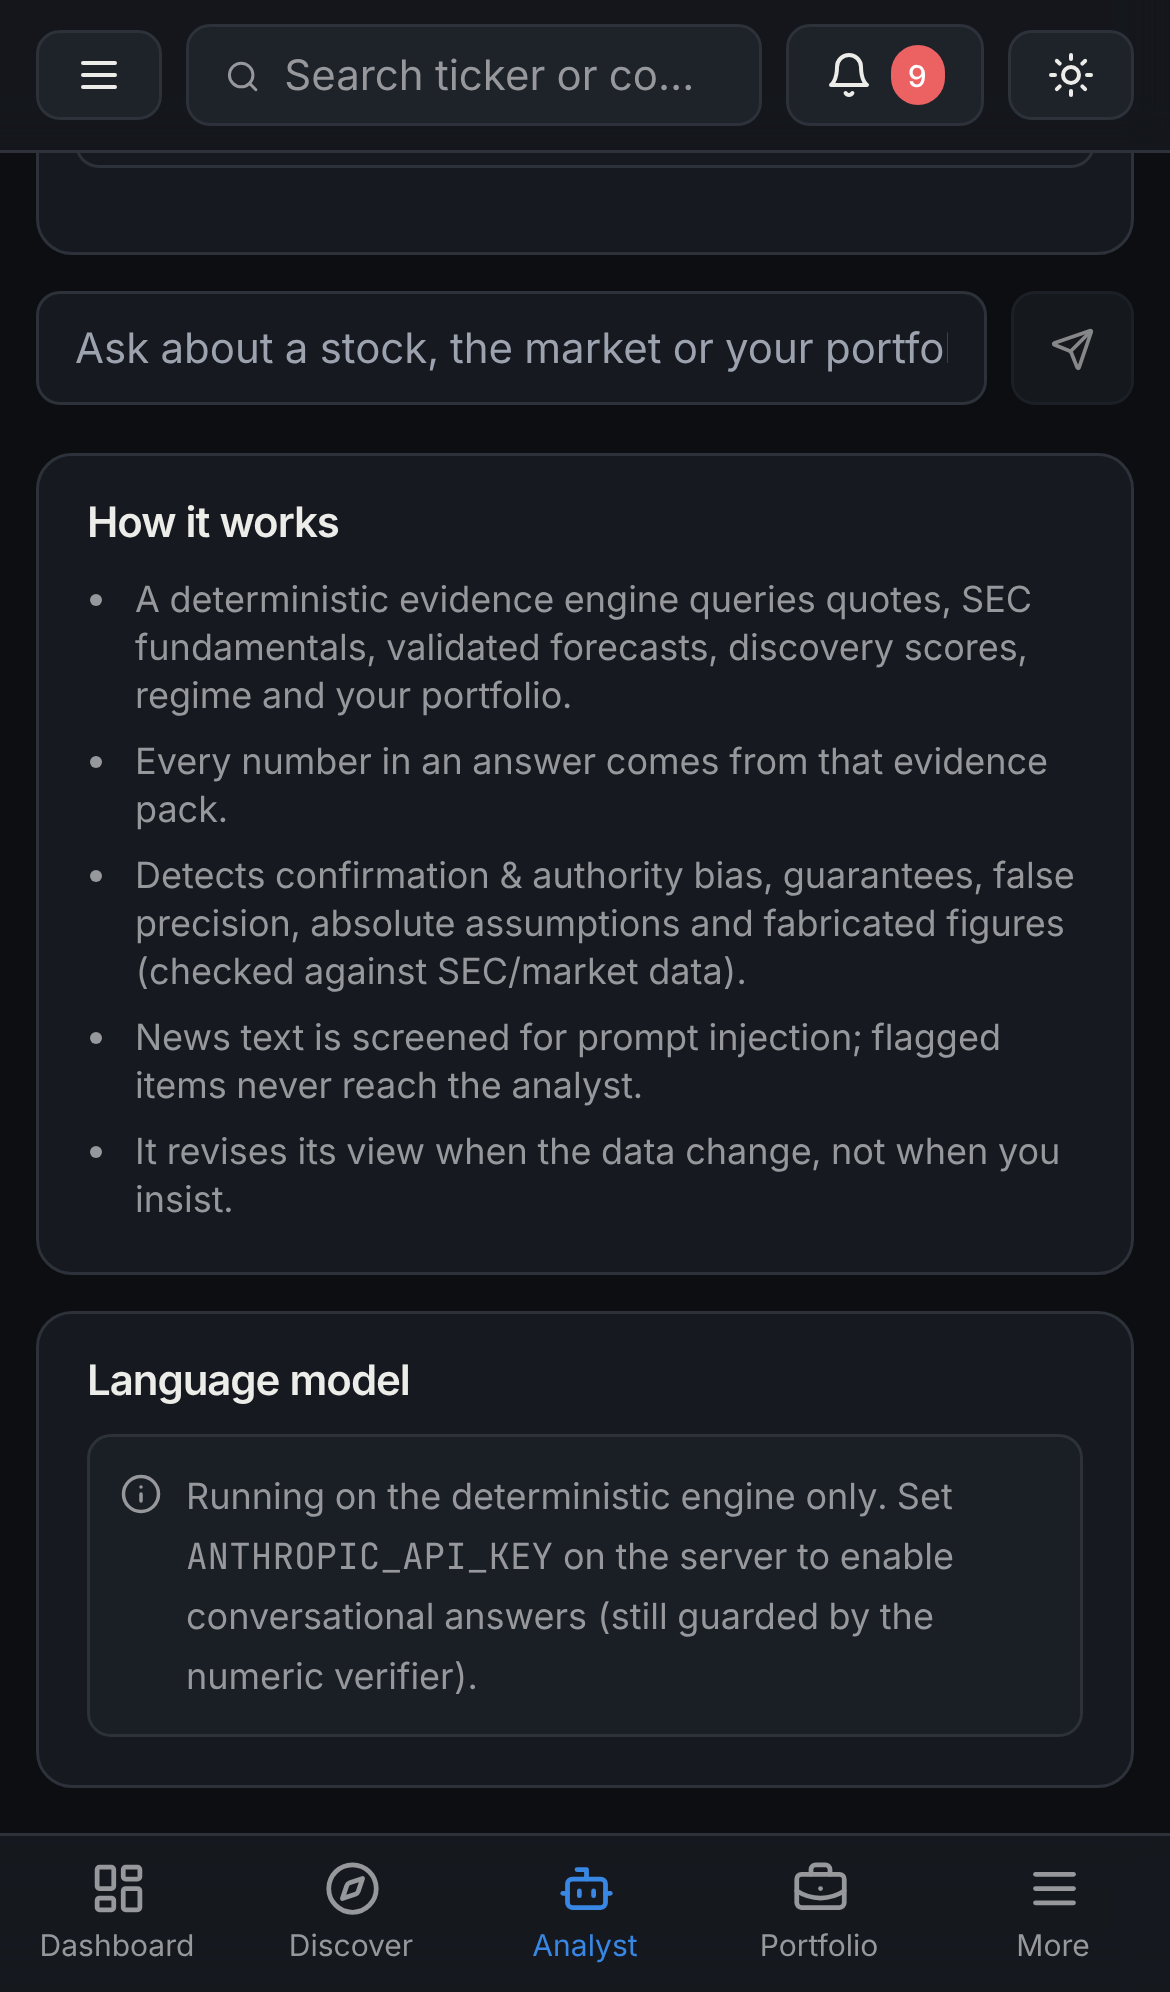 Search ticker or co...
9
Ask about a stock, the market or your portfo
How it works
• A deterministic evidence engine queries quotes, SEC
fundamentals, validated forecasts, discovery scores,
regime and your portfolio.
• Every number in an answer comes from that evidence
pack.
• Detects confirmation & authority bias, guarantees, false
precision, absolute assumptions and fabricated figures
(checked against SEC/market data).
• News text is screened for prompt injection; flagged
items never reach the analyst.
• It revises its view when the data change, not when you
insist.
Language model
Running on the deterministic engine only. Set
ANTHROPIC_API_KEY on the server to enable
conversational answers (still guarded by the
numeric verifier).
Dashboard Discover Analyst Portfolio More